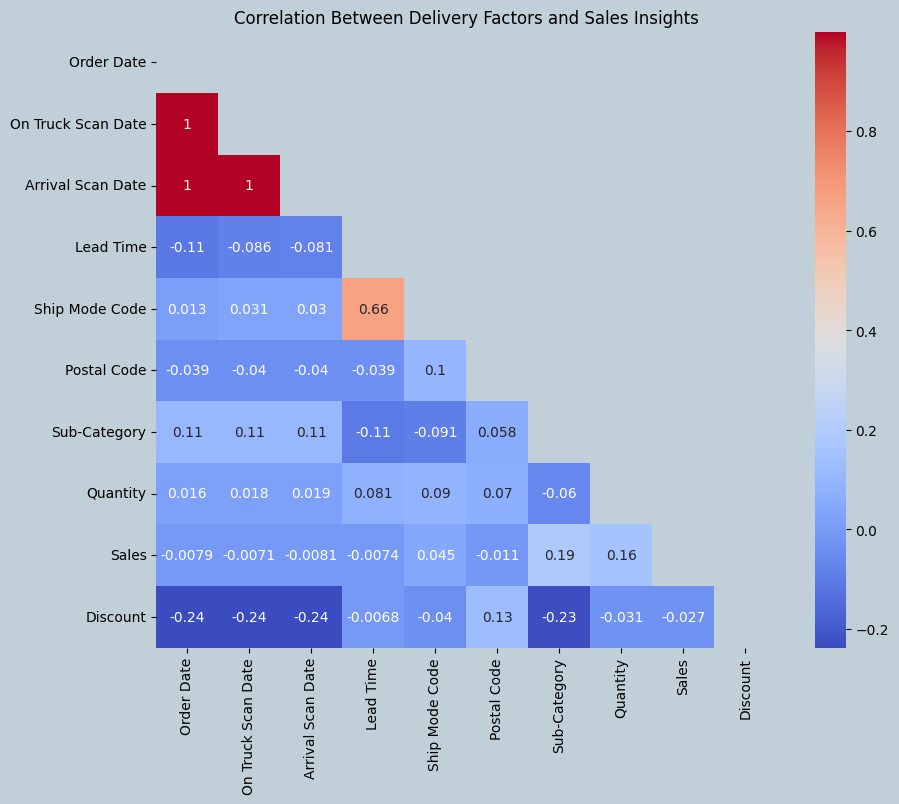 Correlation Between Delivery Factors and Sales Insights
Order Date
On Truck Scan Date
1
Arrival Scan Date
1 1
Lead Time
-0.11 -0.086 -0.081
Ship Mode Code
0.013 0.031 0.03 0.66
Postal Code
-0.039 -0.04 -0.04 -0.039 0.1
Sub-Category
0.11 0.11 0.11 -0.11 -0.091 0.058
Quantity
0.016 0.018 0.019 0.081 0.09 0.07 -0.06
Sales
-0.0079 -0.0071 -0.0081 -0.0074 0.045 -0.011 0.19 0.16
Discount
-0.24 -0.24 -0.24 -0.0068 -0.04 0.13 -0.23 -0.031 -0.027
Order Date
On Truck Scan Date
Arrival Scan Date
Lead Time
Ship Mode Code
Postal Code
Sub-Category
Quantity
Sales
Discount
0.8
0.6
0.4
0.2
0.0
−0.2